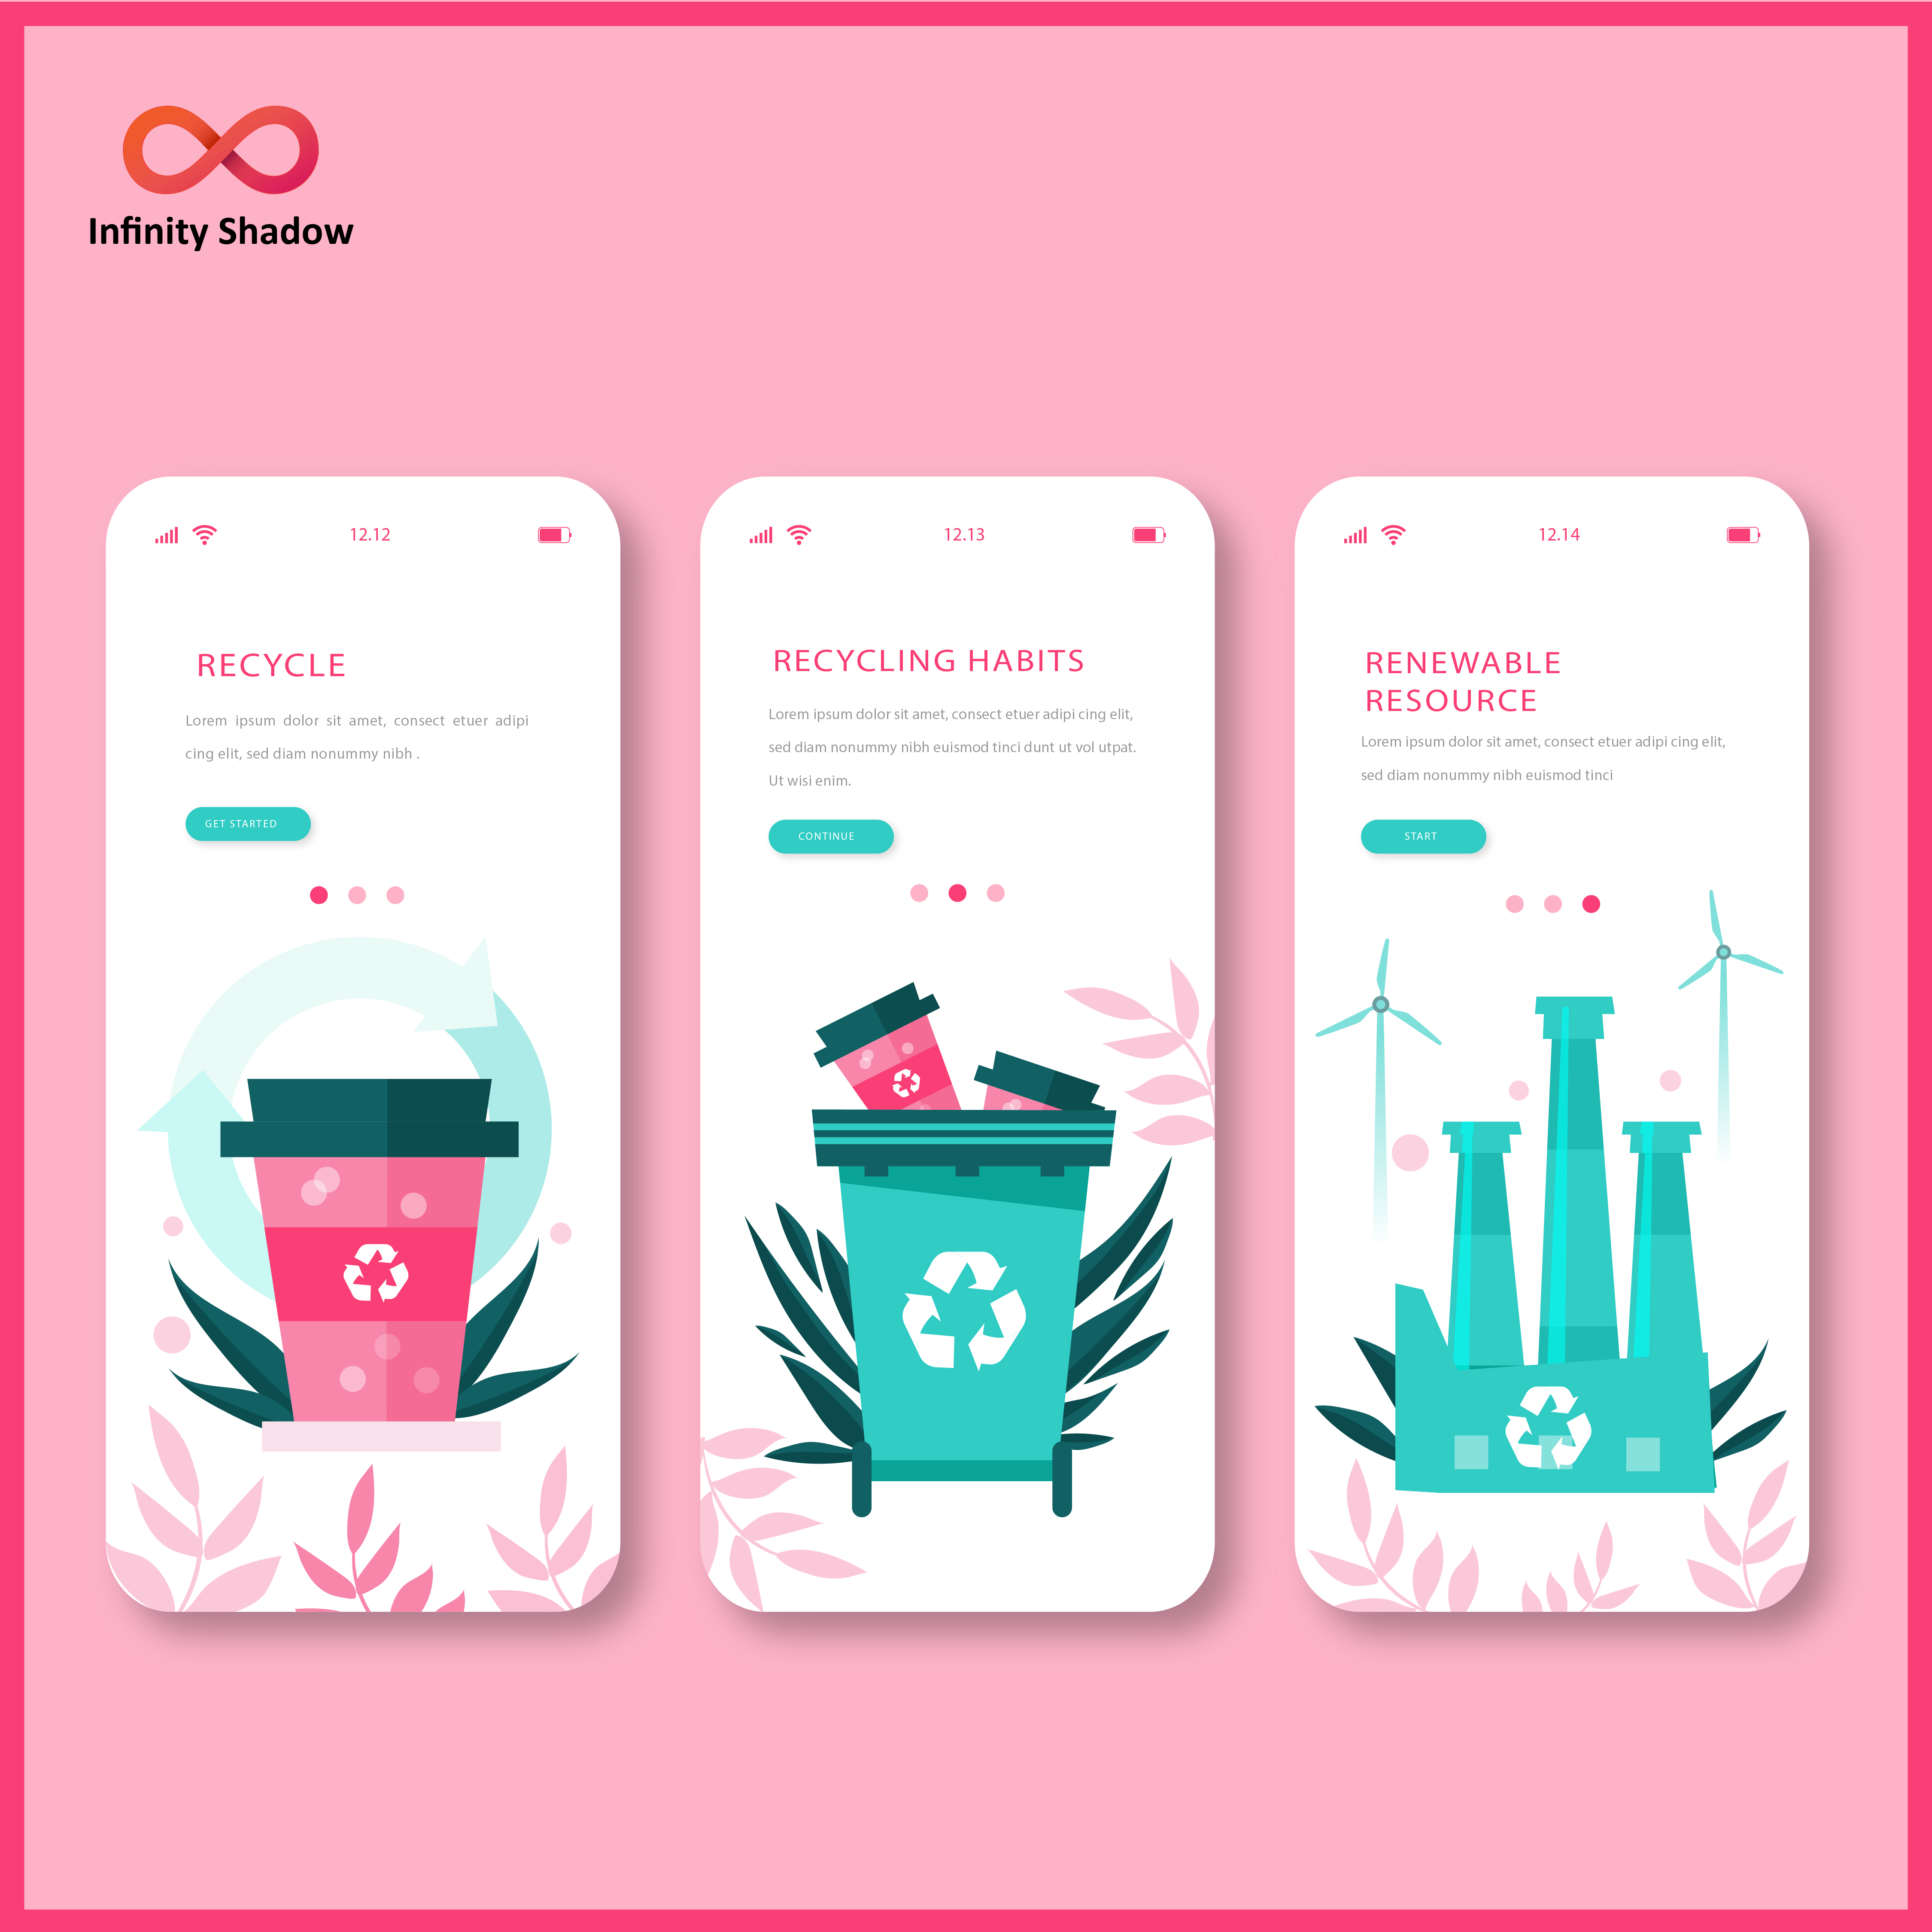 Infinity Shadow
12.12
RECYCLE
Lorem ipsum dolor sit amet, consect etuer adipi
cing elit, sed diam nonummy nibh .
GET STARTED
12.13
RECYCLING HABITS
Lorem ipsum dolor sit amet, consect etuer adipi cing elit,
sed diam nonummy nibh euismod tinci dunt ut vol utpat.
Ut wisi enim.
CONTINUE
12.14
RENEWABLE
RESOURCE
Lorem ipsum dolor sit amet, consect etuer adipi cing elit,
sed diam nonummy nibh euismod tinci
START